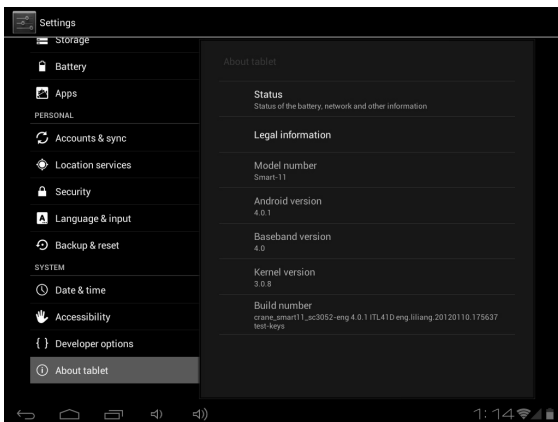 Settings
Storage
Battery
Apps
PERSONAL
Accounts & sync
Location services
Security
Language & input
Backup & reset
SYSTEM
Date & time
Accessibility
Developer options
About tablet
About tablet
Status
Status of the battery, network and other information
Legal information
Model number
Smart-11
Android version
4.0.1
Baseband version
4.0
Kernel version
3.0.8
Build number
crane_smart11_sc3052-eng 4.0.1 ITL41D eng.liliang.20120110.175637
test-keys
1:14